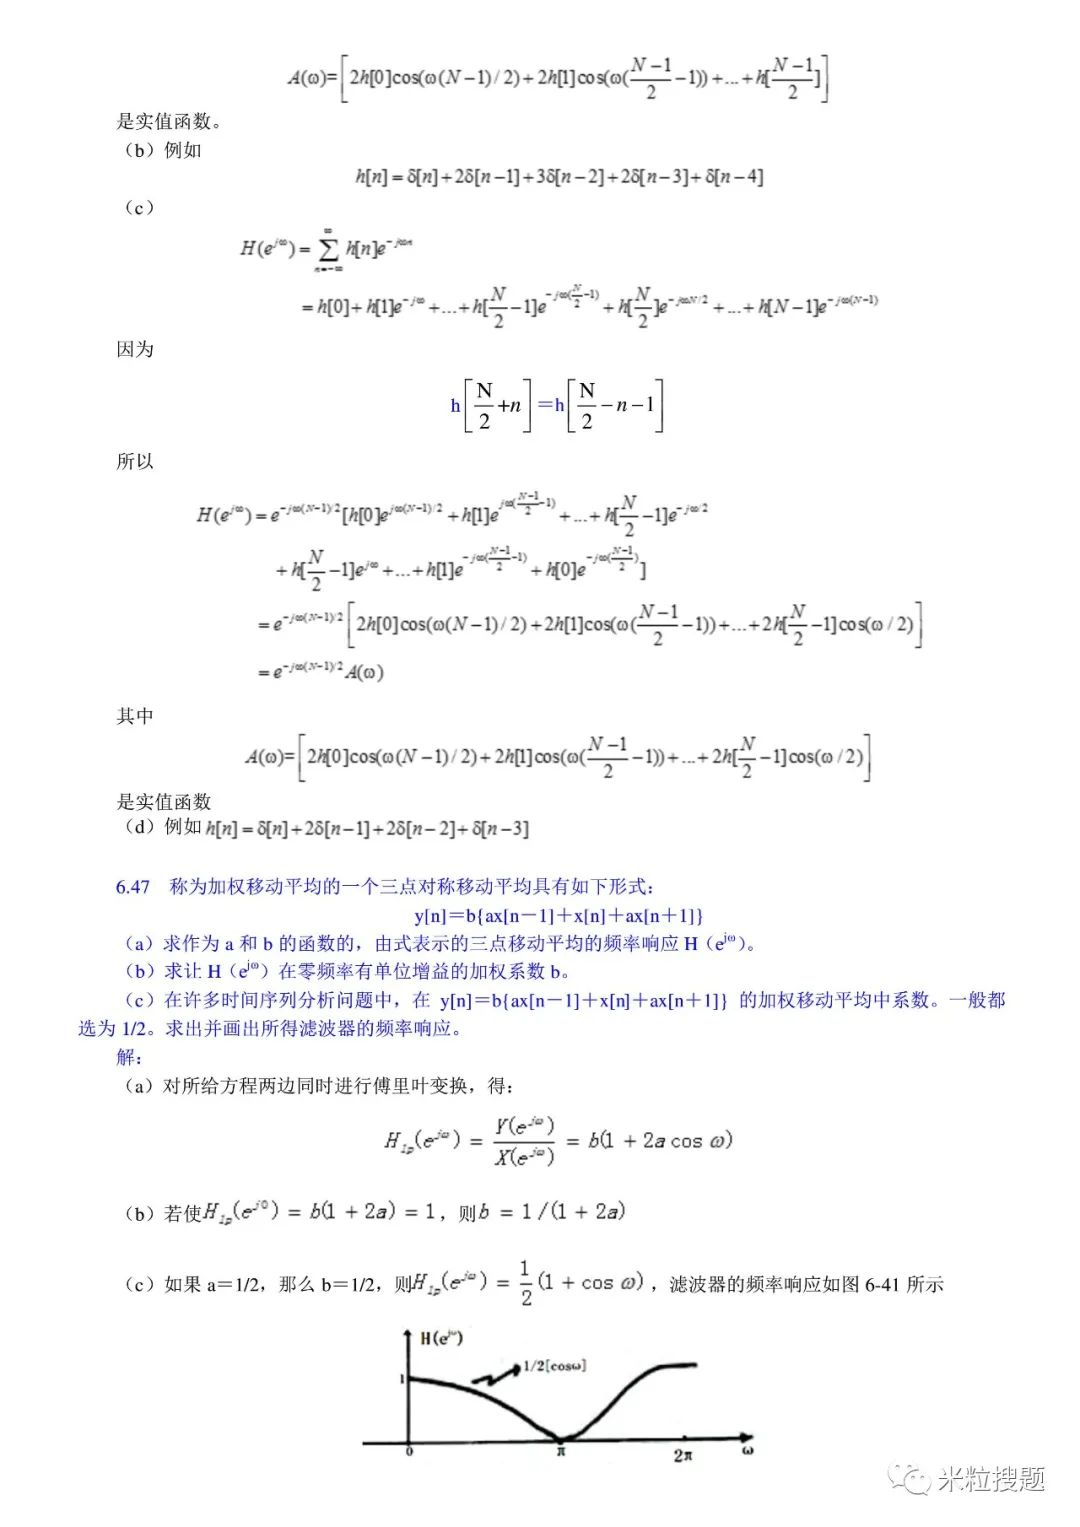 A(ω)=[2h[0]cos(ω(N−1)/2)+2h[1]cos(ω((N−1)/2−1))+...+h[(N−1)/2]]
是实值函数。
（b）例如
h[n]=δ[n]+2δ[n−1]+3δ[n−2]+2δ[n−3]+δ[n−4]
（c）
H(e^{jω})=∑_{n=−∞}^{∞} h[n]e^{−jωn}
=h[0]+h[1]e^{−jω}+...+h[N/2−1]e^{−jω(N/2−1)}+h[N/2]e^{−jωN/2}+...+h[N−1]e^{−jω(N−1)}
因为
h[N/2+n]＝h[N/2−n−1]
所以
H(e^{jω})=e^{−jω(N−1)/2}[h[0]e^{jω(N−1)/2}+h[1]e^{jω((N−1)/2−1)}+...+h[N/2−1]e^{−jω/2}
+h[N/2−1]e^{jω}+...+h[1]e^{−jω((N−1)/2−1)}+h[0]e^{−jω((N−1)/2)}]
=e^{−jω(N−1)/2}[2h[0]cos(ω(N−1)/2)+2h[1]cos(ω((N−1)/2−1))+...+2h[N/2−1]cos(ω/2)]
=e^{−jω(N−1)/2}A(ω)
其中
A(ω)=[2h[0]cos(ω(N−1)/2)+2h[1]cos(ω((N−1)/2−1))+...+2h[N/2−1]cos(ω/2)]
是实值函数
（d）例如 h[n]=δ[n]+2δ[n−1]+2δ[n−2]+δ[n−3]
6.47 称为加权移动平均的一个三点对称移动平均具有如下形式：
y[n]＝b{ax[n－1]＋x[n]＋ax[n＋1]}
（a）求作为 a 和 b 的函数的，由式表示的三点移动平均的频率响应 H（e^{jω}）。
（b）求让 H（e^{jω}）在零频率有单位增益的加权系数 b。
（c）在许多时间序列分析问题中，在 y[n]＝b{ax[n－1]＋x[n]＋ax[n＋1]} 的加权移动平均中系数。一般都
选为 1/2。求出并画出所得滤波器的频率响应。
解：
（a）对所给方程两边同时进行傅里叶变换，得：
H_{lp}(e^{jω}) = Y(e^{jω})/X(e^{jω}) = b(1 + 2a cos ω)
（b）若使H_{lp}(e^{j0}) = b(1 + 2a) = 1，则b = 1/(1 + 2a)
（c）如果 a＝1/2，那么 b＝1/2，则H_{lp}(e^{jω}) = 1/2(1 + cos ω)，滤波器的频率响应如图 6-41 所示
H(e^{jω})
1/2[cosω]
1
0 π 2π ω
米粒搜题